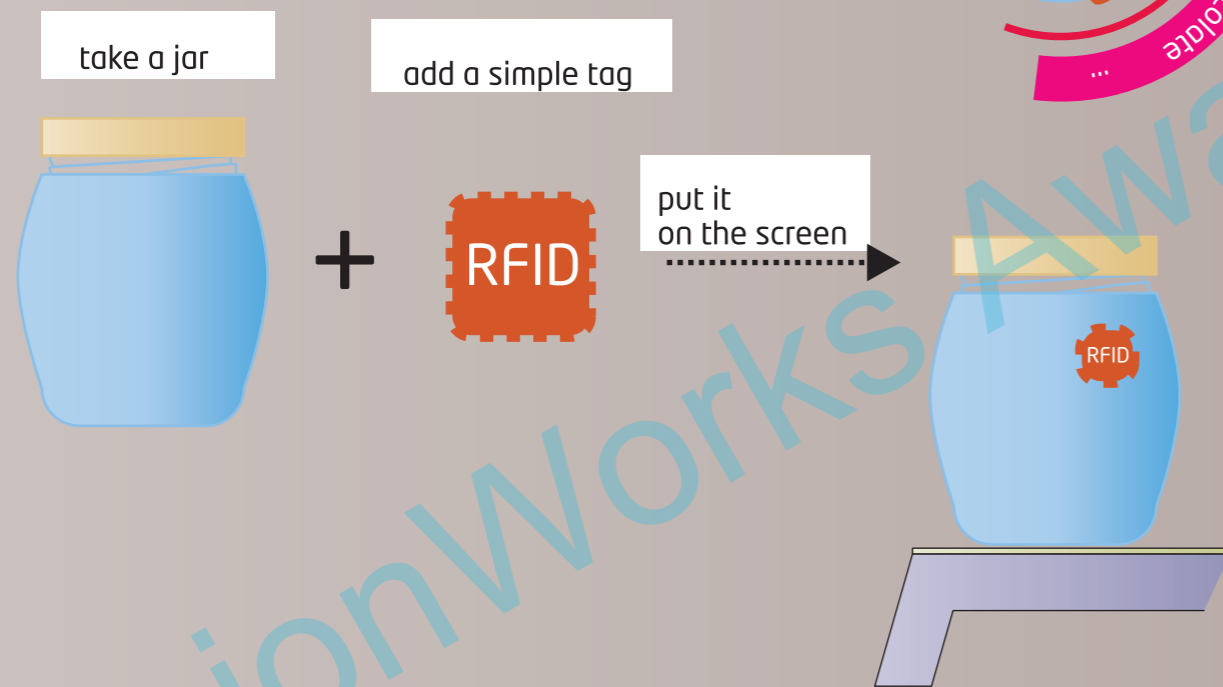 take a jar
add a simple tag
RFID
put it
on the screen
RFID
...